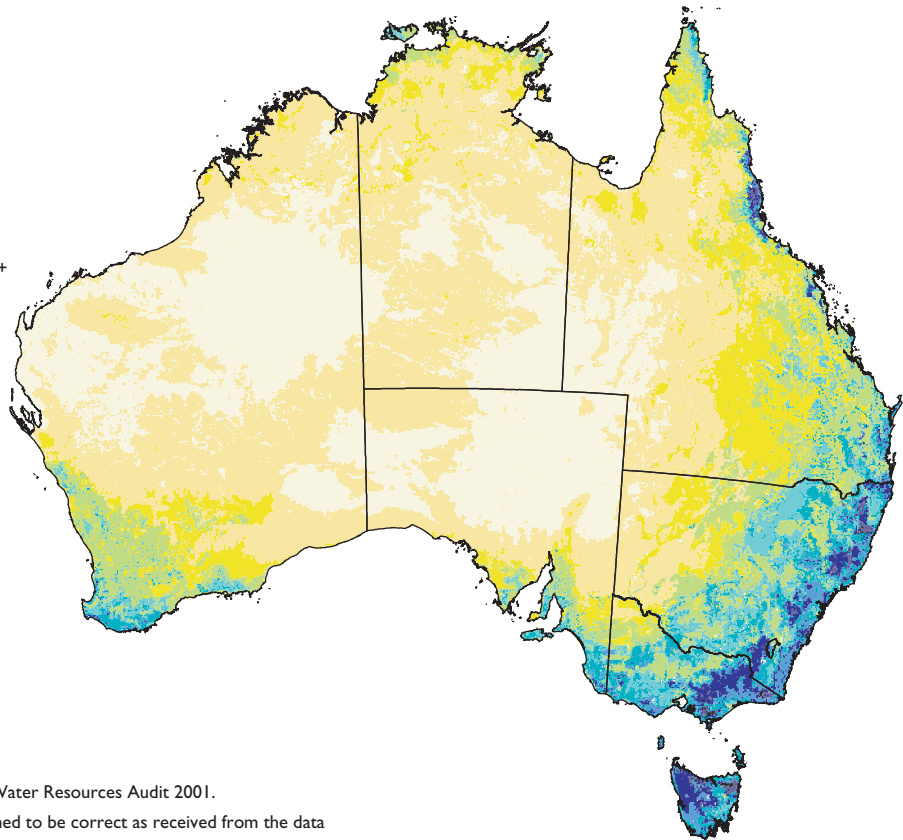 +
Water Resources Audit 2001.
ned to be correct as received from the data